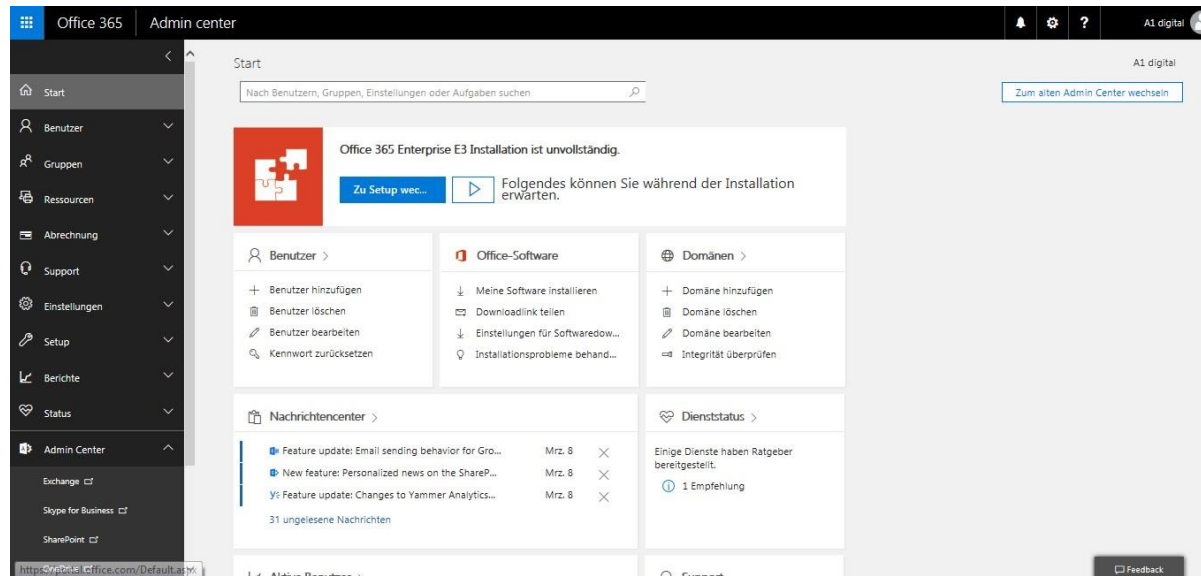 Office 365
Admin center
?
A1 digital
Start
A1 digital
Nach Benutzern, Gruppen, Einstellungen oder Aufgaben suchen
Zum alten Admin Center wechseln
Start
Benutzer
Gruppen
Ressourcen
Abrechnung
Support
Einstellungen
Setup
Berichte
Status
Admin Center
Exchange
Skype for Business
SharePoint
Office 365 Enterprise E3 Installation ist unvollständig.
Zu Setup wec...
Folgendes können Sie während der Installation
erwarten.
Benutzer >
Benutzer hinzufügen
Benutzer löschen
Benutzer bearbeiten
Kennwort zurücksetzen
Office-Software
Meine Software installieren
Downloadlink teilen
Einstellungen für Softwaredow...
Installationsprobleme behand...
Domänen >
Domäne hinzufügen
Domäne löschen
Domäne bearbeiten
Integrität überprüfen
Nachrichtencenter >
Feature update: Email sending behavior for Gro... Mrz. 8
New feature: Personalized news on the ShareP... Mrz. 8
Feature update: Changes to Yammer Analytics... Mrz. 8
31 ungelesene Nachrichten
Dienststatus >
Einige Dienste haben Ratgeber
bereitgestellt.
1 Empfehlung
Feedback